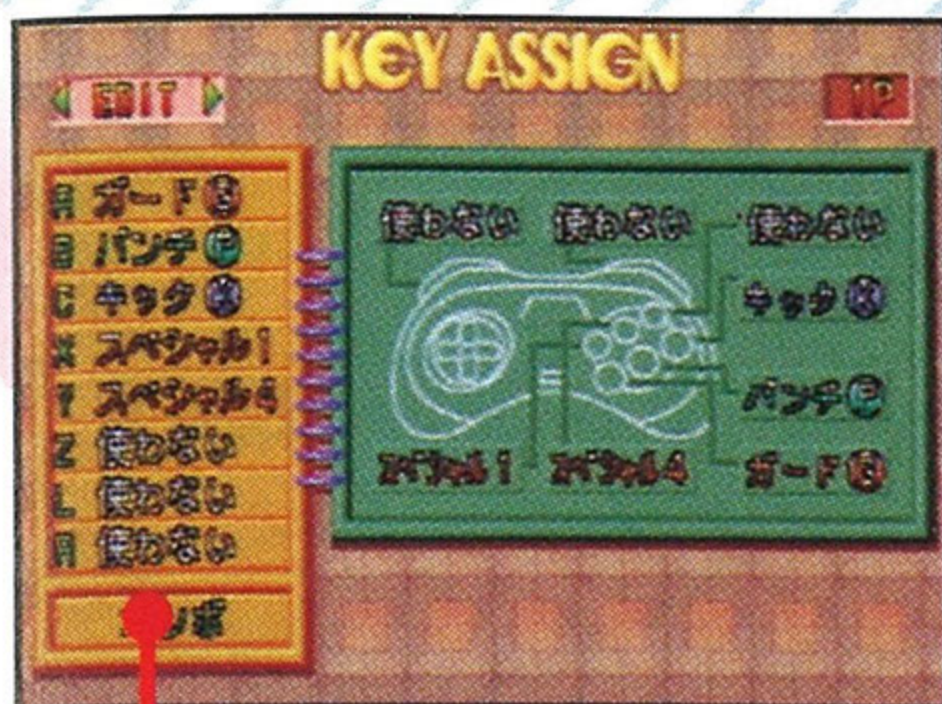 KEY ASSIGN
EDIT
1P
A ガード G
B パンチ P
C キック K
X スペシャル1
Y スペシャル4
Z 使わない
L 使わない
R 使わない
使わない 使わない 使わない
キック K
パンチ P
スペシャル1 スペシャル4 ガード G